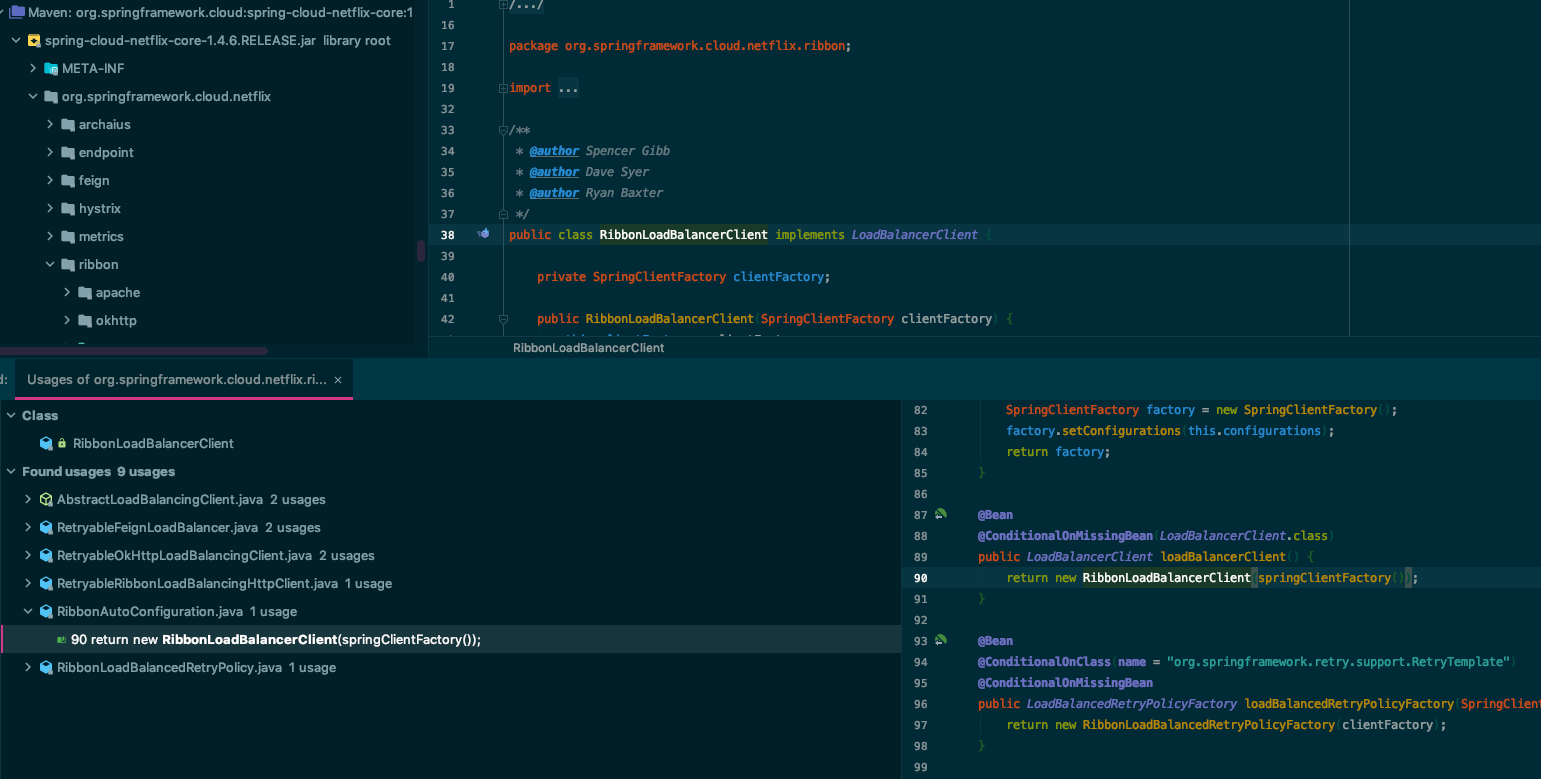 Maven: org.springframework.cloud:spring-cloud-netflix-core:1
spring-cloud-netflix-core-1.4.6.RELEASE.jar library root
META-INF
org.springframework.cloud.netflix
archaius
endpoint
feign
hystrix
metrics
ribbon
apache
okhttp
1 /.../
16
17 package org.springframework.cloud.netflix.ribbon;
18
19 import ...
32
33 /**
34 * @author Spencer Gibb
35 * @author Dave Syer
36 * @author Ryan Baxter
37 */
38 public class RibbonLoadBalancerClient implements LoadBalancerClient {
39
40 private SpringClientFactory clientFactory;
41
42 public RibbonLoadBalancerClient(SpringClientFactory clientFactory) {
RibbonLoadBalancerClient
d: Usages of org.springframework.cloud.netflix.ri... ×
Class
RibbonLoadBalancerClient
Found usages 9 usages
AbstractLoadBalancingClient.java 2 usages
RetryableFeignLoadBalancer.java 2 usages
RetryableOkHttpLoadBalancingClient.java 2 usages
RetryableRibbonLoadBalancingHttpClient.java 1 usage
RibbonAutoConfiguration.java 1 usage
90 return new RibbonLoadBalancerClient(springClientFactory());
RibbonLoadBalancedRetryPolicy.java 1 usage
82 SpringClientFactory factory = new SpringClientFactory();
83 factory.setConfigurations(this.configurations);
84 return factory;
85 }
86
87 @Bean
88 @ConditionalOnMissingBean(LoadBalancerClient.class)
89 public LoadBalancerClient loadBalancerClient() {
90 return new RibbonLoadBalancerClient(springClientFactory());
91 }
92
93 @Bean
94 @ConditionalOnClass(name = "org.springframework.retry.support.RetryTemplate")
95 @ConditionalOnMissingBean
96 public LoadBalancedRetryPolicyFactory loadBalancedRetryPolicyFactory(SpringClient
97 return new RibbonLoadBalancedRetryPolicyFactory(clientFactory);
98 }
99